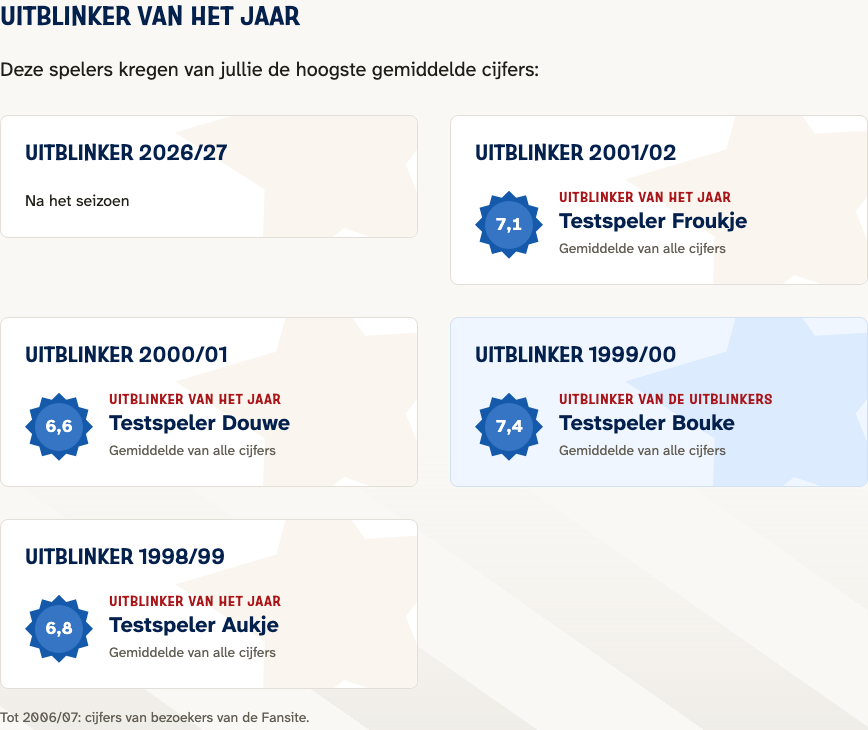 UITBLINKER VAN HET JAAR
Deze spelers kregen van jullie de hoogste gemiddelde cijfers:
UITBLINKER 2026/27
Na het seizoen
UITBLINKER 2001/02
7,1
UITBLINKER VAN HET JAAR
Testspeler Froukje
Gemiddelde van alle cijfers
UITBLINKER 2000/01
6,6
UITBLINKER VAN HET JAAR
Testspeler Douwe
Gemiddelde van alle cijfers
UITBLINKER 1999/00
7,4
UITBLINKER VAN DE UITBLINKERS
Testspeler Bouke
Gemiddelde van alle cijfers
UITBLINKER 1998/99
6,8
UITBLINKER VAN HET JAAR
Testspeler Aukje
Gemiddelde van alle cijfers
Tot 2006/07: cijfers van bezoekers van de Fansite.